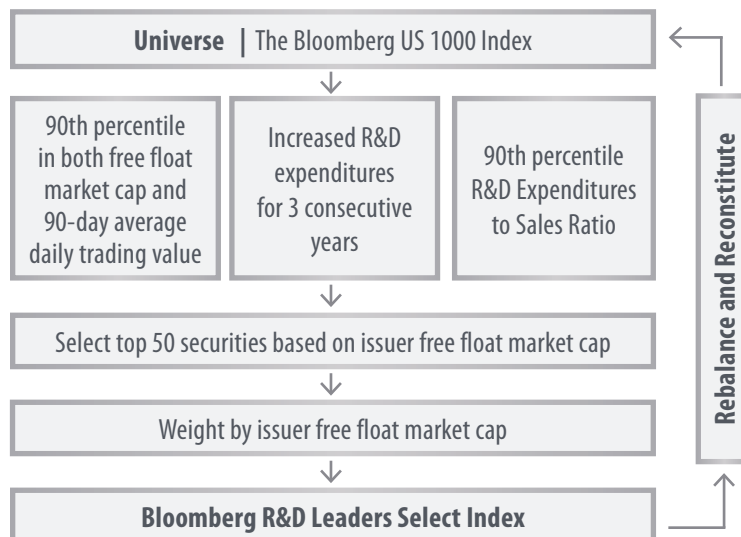 Universe | The Bloomberg US 1000 Index
90th percentile
in both free float
market cap and
90-day average
daily trading value
Increased R&D
expenditures
for 3 consecutive
years
90th percentile
R&D Expenditures
to Sales Ratio
Select top 50 securities based on issuer free float market cap
Weight by issuer free float market cap
Bloomberg R&D Leaders Select Index
Rebalance and Reconstitute